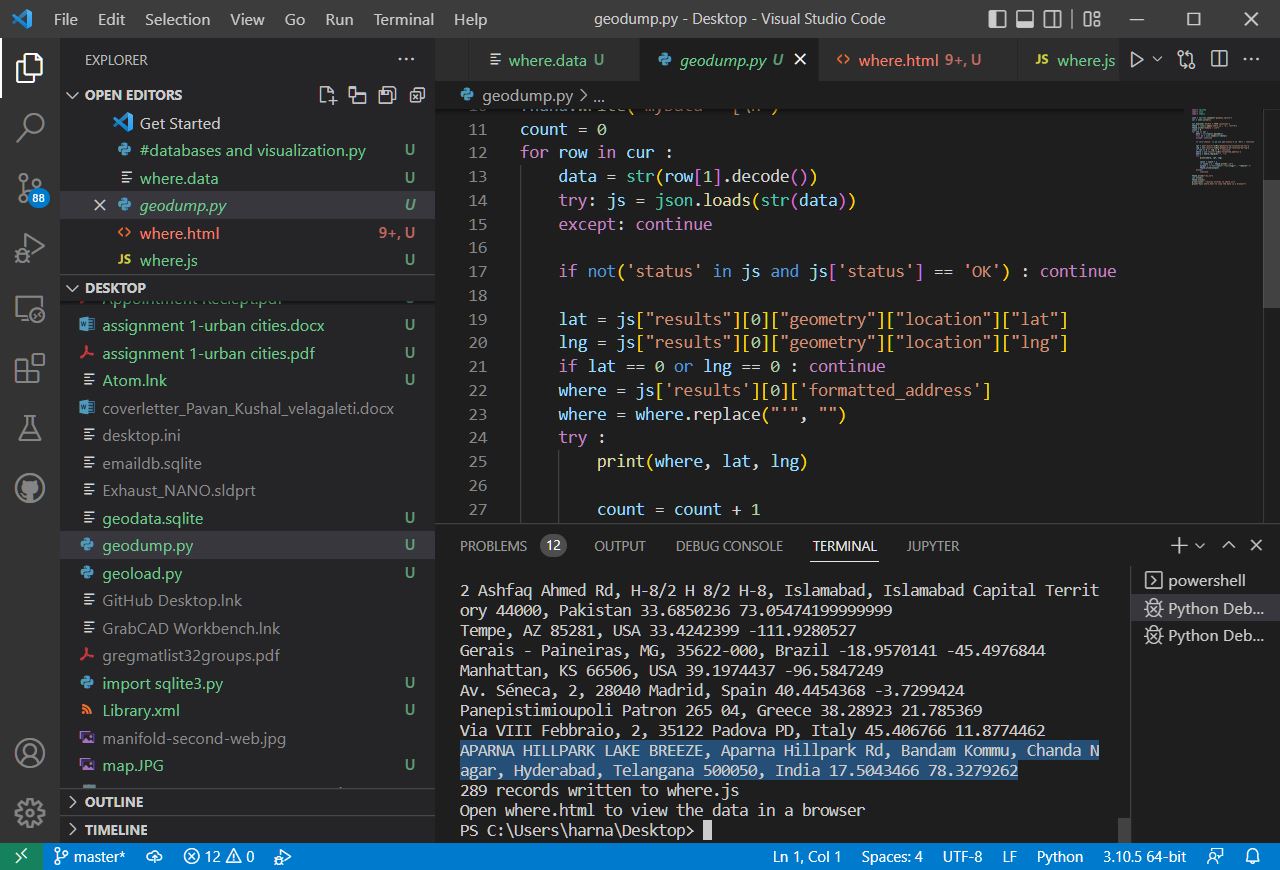 File Edit Selection View Go Run Terminal Help geodump.py - Desktop - Visual Studio Code
EXPLORER
where.data U geodump.py U where.html 9+, U JS where.js
OPEN EDITORS
geodump.py > ...
Get Started
#databases and visualization.py U
where.data U
geodump.py U
where.html 9+, U
JS where.js U
88
DESKTOP
Appointment Reciept.pdf
assignment 1-urban cities.docx U
assignment 1-urban cities.pdf U
Atom.lnk U
coverletter_Pavan_Kushal_velagaleti.docx
desktop.ini
emaildb.sqlite
Exhaust_NANO.sldprt
geodata.sqlite U
geodump.py U
geoload.py U
GitHub Desktop.lnk
GrabCAD Workbench.lnk
gregmatlist32groups.pdf
import sqlite3.py U
Library.xml U
manifold-second-web.jpg
map.JPG U
OUTLINE
TIMELINE
11 count = 0
12 for row in cur :
13 data = str(row[1].decode())
14 try: js = json.loads(str(data))
15 except: continue
16
17 if not('status' in js and js['status'] == 'OK') : continue
18
19 lat = js["results"][0]["geometry"]["location"]["lat"]
20 lng = js["results"][0]["geometry"]["location"]["lng"]
21 if lat == 0 or lng == 0 : continue
22 where = js['results'][0]['formatted_address']
23 where = where.replace("'", "")
24 try :
25 print(where, lat, lng)
26
27 count = count + 1
PROBLEMS 12 OUTPUT DEBUG CONSOLE TERMINAL JUPYTER
2 Ashfaq Ahmed Rd, H-8/2 H 8/2 H-8, Islamabad, Islamabad Capital Territ
ory 44000, Pakistan 33.6850236 73.05474199999999
Tempe, AZ 85281, USA 33.4242399 -111.9280527
Gerais - Paineiras, MG, 35622-000, Brazil -18.9570141 -45.4976844
Manhattan, KS 66506, USA 39.1974437 -96.5847249
Av. Séneca, 2, 28040 Madrid, Spain 40.4454368 -3.7299424
Panepistimioupoli Patron 265 04, Greece 38.28923 21.785369
Via VIII Febbraio, 2, 35122 Padova PD, Italy 45.406766 11.8774462
APARNA HILLPARK LAKE BREEZE, Aparna Hillpark Rd, Bandam Kommu, Chanda N
agar, Hyderabad, Telangana 500050, India 17.5043466 78.3279262
289 records written to where.js
Open where.html to view the data in a browser
PS C:\Users\harna\Desktop>
powershell
Python Deb...
Python Deb...
master* 12 0 Ln 1, Col 1 Spaces: 4 UTF-8 LF Python 3.10.5 64-bit